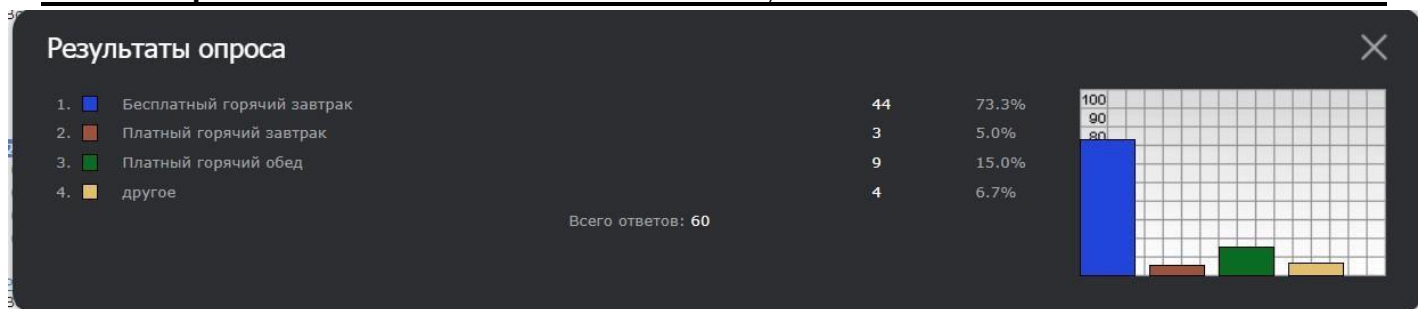 Результаты опроса
1. Бесплатный горячий завтрак 44 73.3%
2. Платный горячий завтрак 3 5.0%
3. Платный горячий обед 9 15.0%
4. другое 4 6.7%
Всего ответов: 60
100
90
80